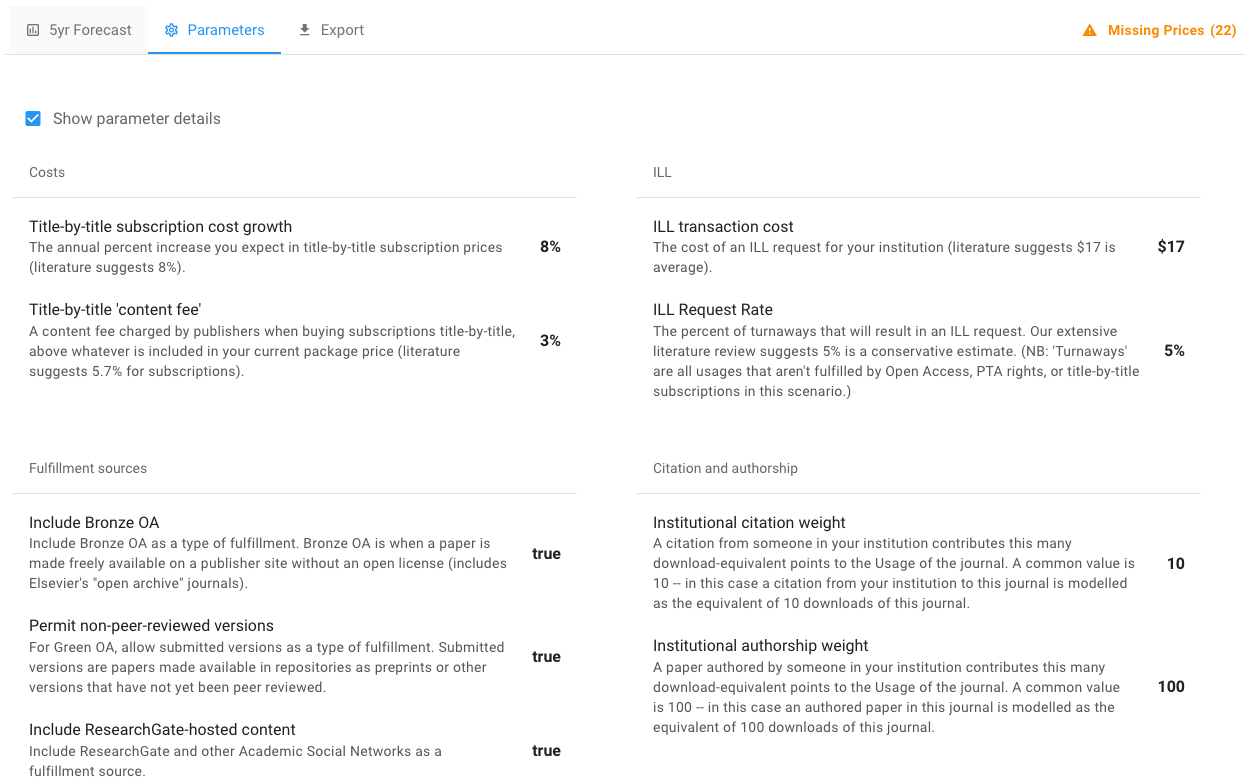 5yr Forecast
Parameters
Export
Missing Prices (22)
Show parameter details
Costs
Title-by-title subscription cost growth
The annual percent increase you expect in title-by-title subscription prices
(literature suggests 8%).
8%
Title-by-title 'content fee'
A content fee charged by publishers when buying subscriptions title-by-title,
above whatever is included in your current package price (literature
suggests 5.7% for subscriptions).
3%
ILL
ILL transaction cost
The cost of an ILL request for your institution (literature suggests $17 is
average).
$17
ILL Request Rate
The percent of turnaways that will result in an ILL request. Our extensive
literature review suggests 5% is a conservative estimate. (NB: 'Turnaways'
are all usages that aren't fulfilled by Open Access, PTA rights, or title-by-title
subscriptions in this scenario.)
5%
Fulfillment sources
Include Bronze OA
Include Bronze OA as a type of fulfillment. Bronze OA is when a paper is
made freely available on a publisher site without an open license (includes
Elsevier's "open archive" journals).
true
Permit non-peer-reviewed versions
For Green OA, allow submitted versions as a type of fulfillment. Submitted
versions are papers made available in repositories as preprints or other
versions that have not yet been peer reviewed.
true
Include ResearchGate-hosted content
Include ResearchGate and other Academic Social Networks as a
fulfillment source.
true
Citation and authorship
Institutional citation weight
A citation from someone in your institution contributes this many
download-equivalent points to the Usage of the journal. A common value is
10 -- in this case a citation from your institution to this journal is modelled
as the equivalent of 10 downloads of this journal.
10
Institutional authorship weight
A paper authored by someone in your institution contributes this many
download-equivalent points to the Usage of the journal. A common value
is 100 -- in this case an authored paper in this journal is modelled as the
equivalent of 100 downloads of this journal.
100